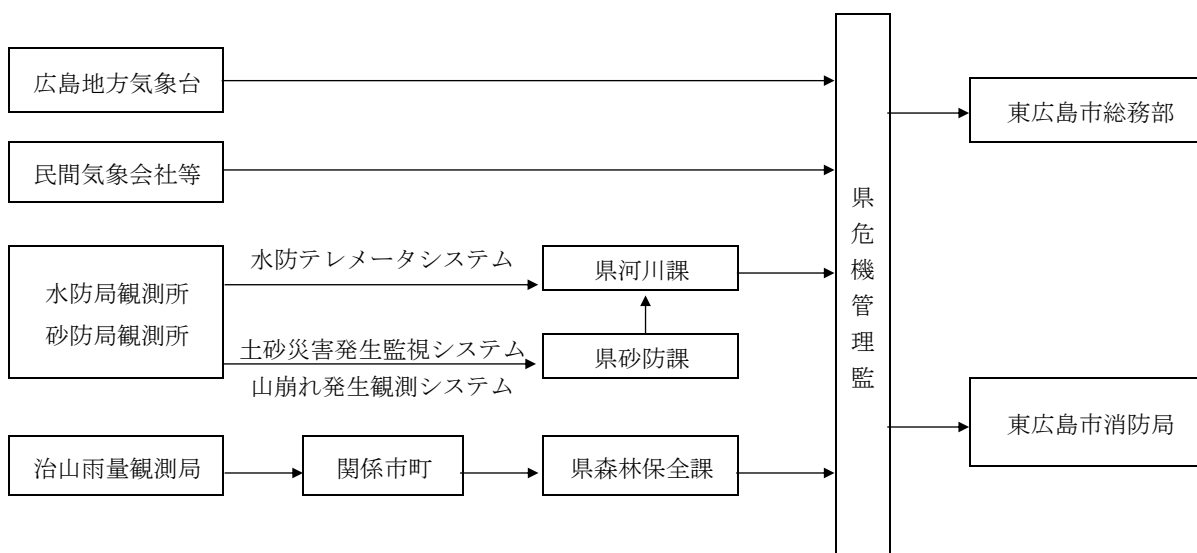 広島地方気象台
民間気象会社等
水防局観測所
砂防局観測所
水防テレメータシステム
土砂災害発生監視システム
山崩れ発生観測システム
県河川課
県砂防課
治山雨量観測局
関係市町
県森林保全課
県危機管理監
東広島市総務部
東広島市消防局